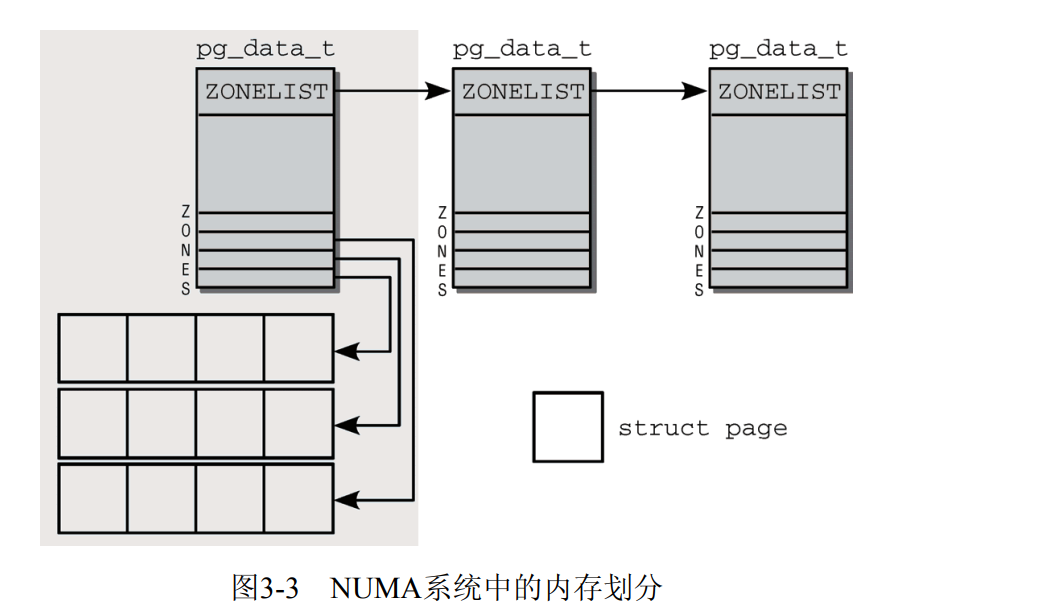 pg_data_t pg_data_t pg_data_t
ZONELIST ZONELIST ZONELIST
ZONES ZONES ZONES
struct page
图3-3 NUMA系统中的内存划分